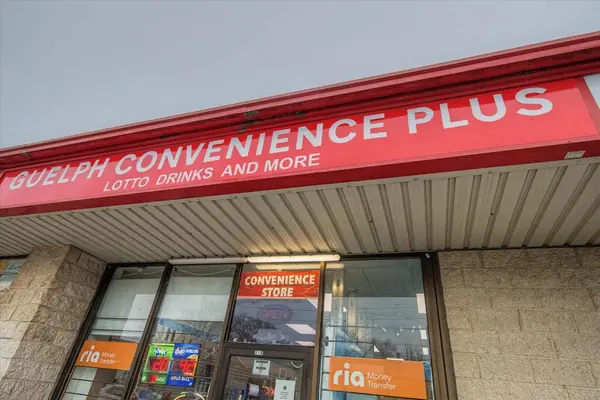 GUELPH CONVENIENCE PLUS
LOTTO DRINKS AND MORE
CONVENIENCE
STORE
ria Money
Transfer
ria Money
Transfer